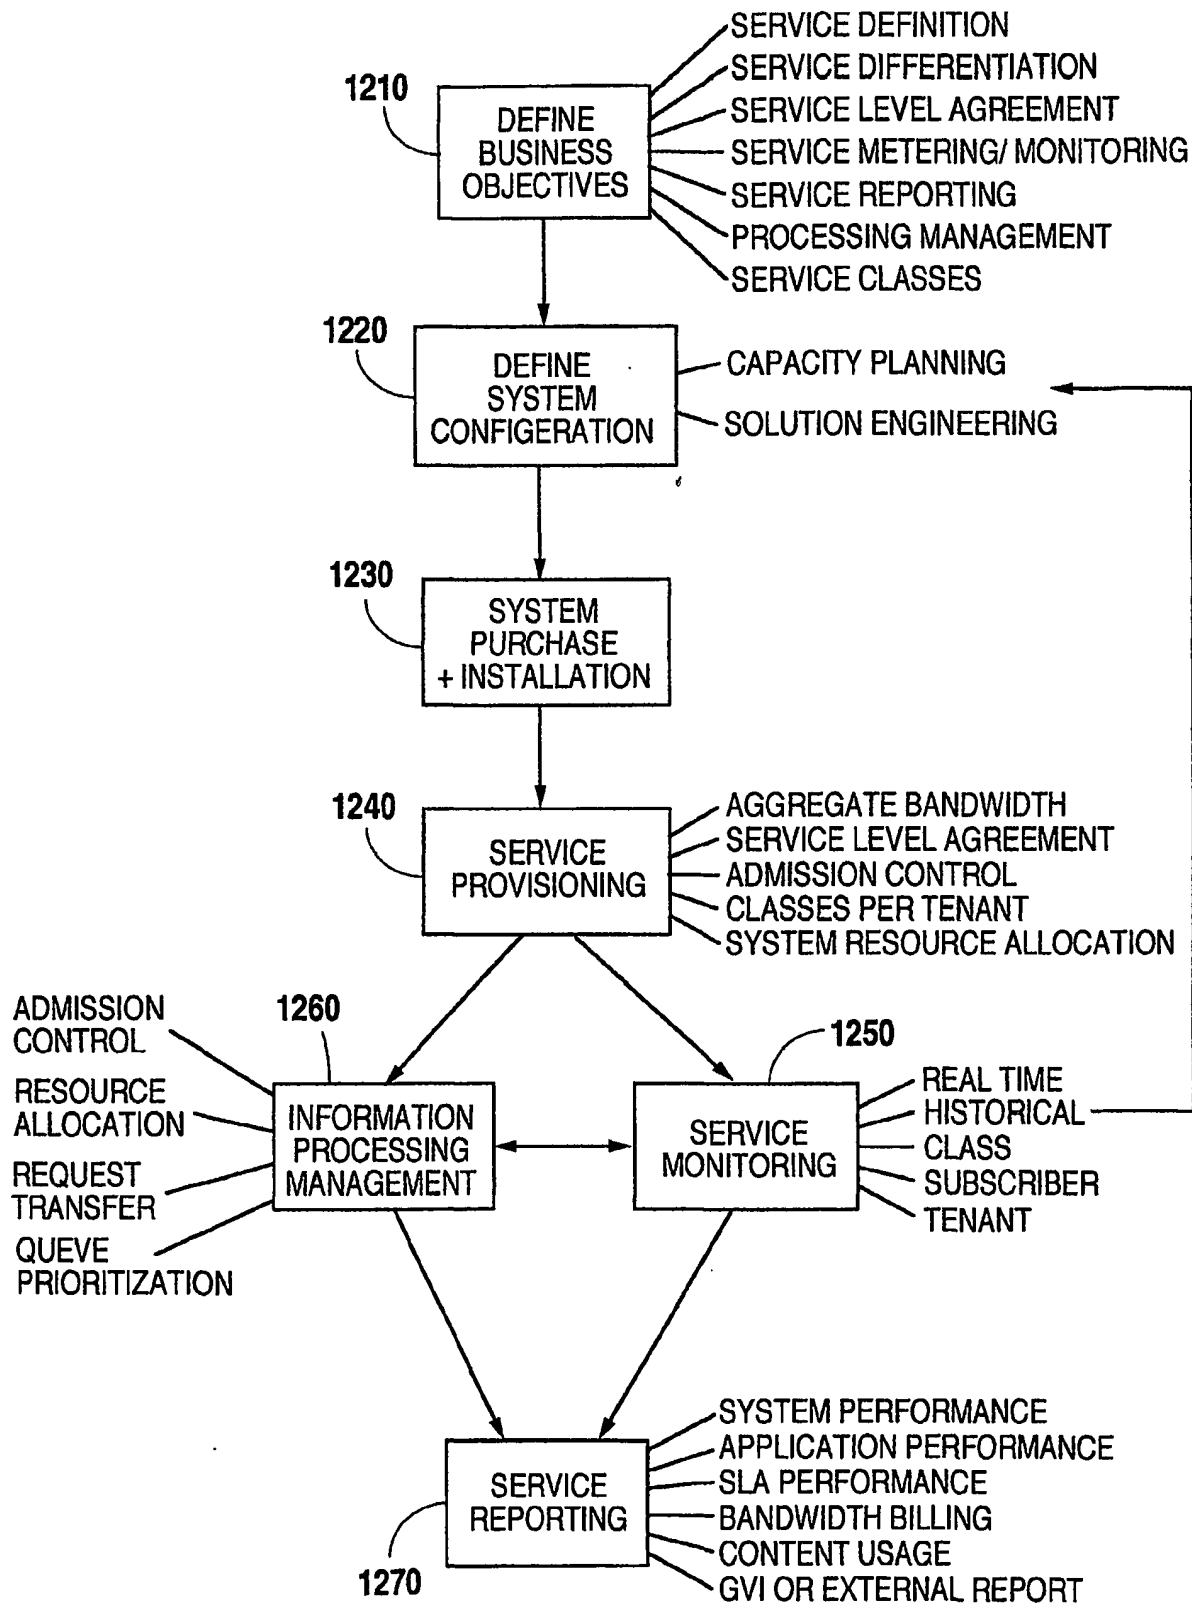 1210
DEFINE
BUSINESS
OBJECTIVES
SERVICE DEFINITION
SERVICE DIFFERENTIATION
SERVICE LEVEL AGREEMENT
SERVICE METERING/ MONITORING
SERVICE REPORTING
PROCESSING MANAGEMENT
SERVICE CLASSES
1220
DEFINE
SYSTEM
CONFIGERATION
CAPACITY PLANNING
SOLUTION ENGINEERING
1230
SYSTEM
PURCHASE
+ INSTALLATION
1240
SERVICE
PROVISIONING
AGGREGATE BANDWIDTH
SERVICE LEVEL AGREEMENT
ADMISSION CONTROL
CLASSES PER TENANT
SYSTEM RESOURCE ALLOCATION
1260
ADMISSION
CONTROL
RESOURCE
ALLOCATION
REQUEST
TRANSFER
QUEVE
PRIORITIZATION
INFORMATION
PROCESSING
MANAGEMENT
1250
SERVICE
MONITORING
REAL TIME
HISTORICAL
CLASS
SUBSCRIBER
TENANT
SERVICE
REPORTING
1270
SYSTEM PERFORMANCE
APPLICATION PERFORMANCE
SLA PERFORMANCE
BANDWIDTH BILLING
CONTENT USAGE
GVI OR EXTERNAL REPORT